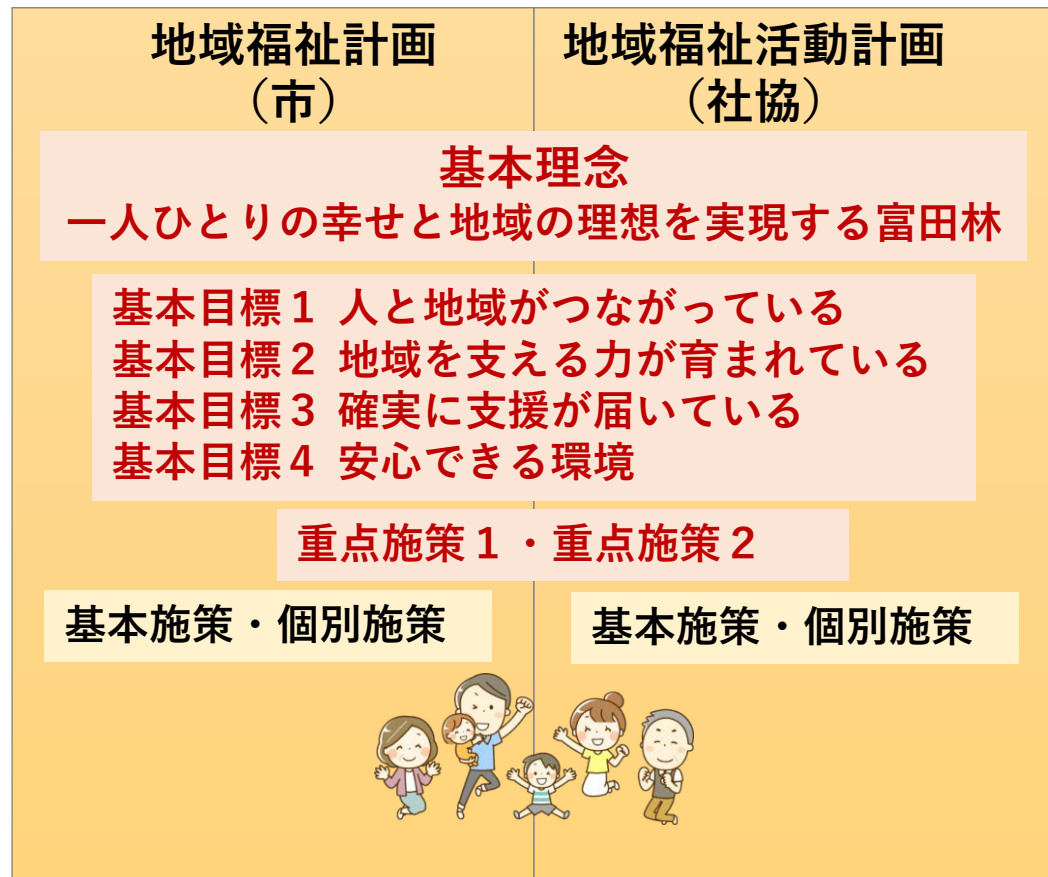 地域福祉計画
（市）
地域福祉活動計画
（社協）
基本理念
一人ひとりの幸せと地域の理想を実現する富田林
基本目標１ 人と地域がつながっている
基本目標２ 地域を支える力が育まれている
基本目標３ 確実に支援が届いている
基本目標４ 安心できる環境
重点施策１・重点施策２
基本施策・個別施策
基本施策・個別施策